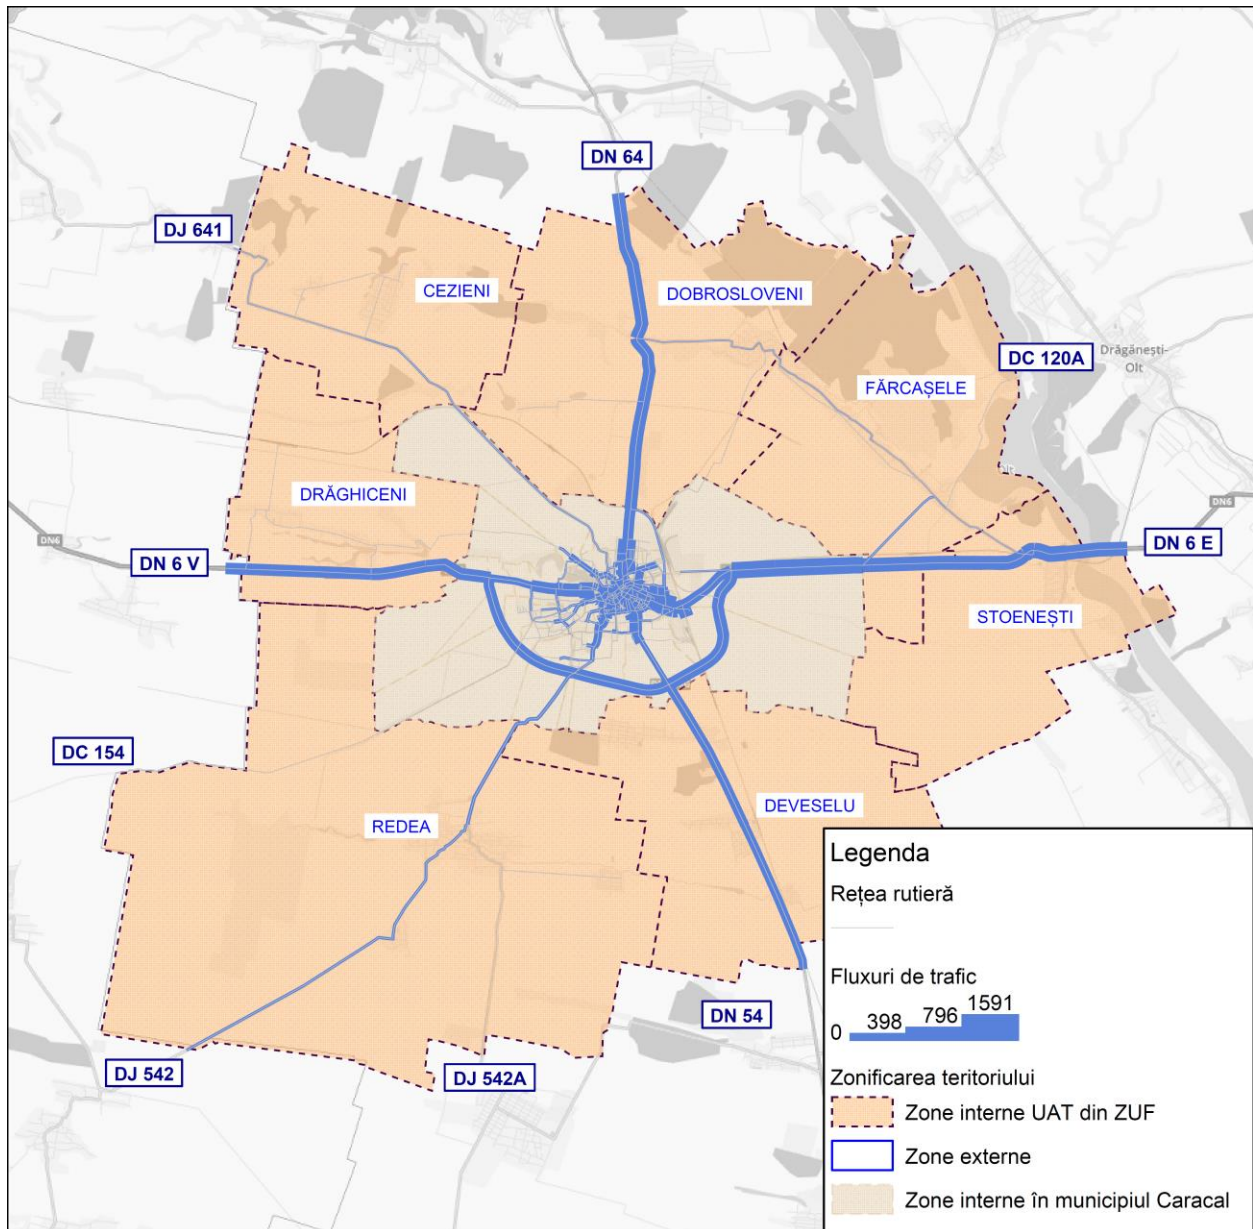 DN 64
DJ 641
CEZIENI
DOBROSLOVENI
DC 120A
Drăgănești-
Olt
FĂRCAȘELE
DRĂGHICENI
DN6
DN6
DN 6 V
DN 6 E
STOENEȘTI
DC 154
REDEA
DEVESELU
DN 54
DJ 542
DJ 542A
Legenda
Rețea rutieră
Fluxuri de trafic
0 398 796 1591
Zonificarea teritoriului
Zone interne UAT din ZUF
Zone externe
Zone interne în municipiul Caracal